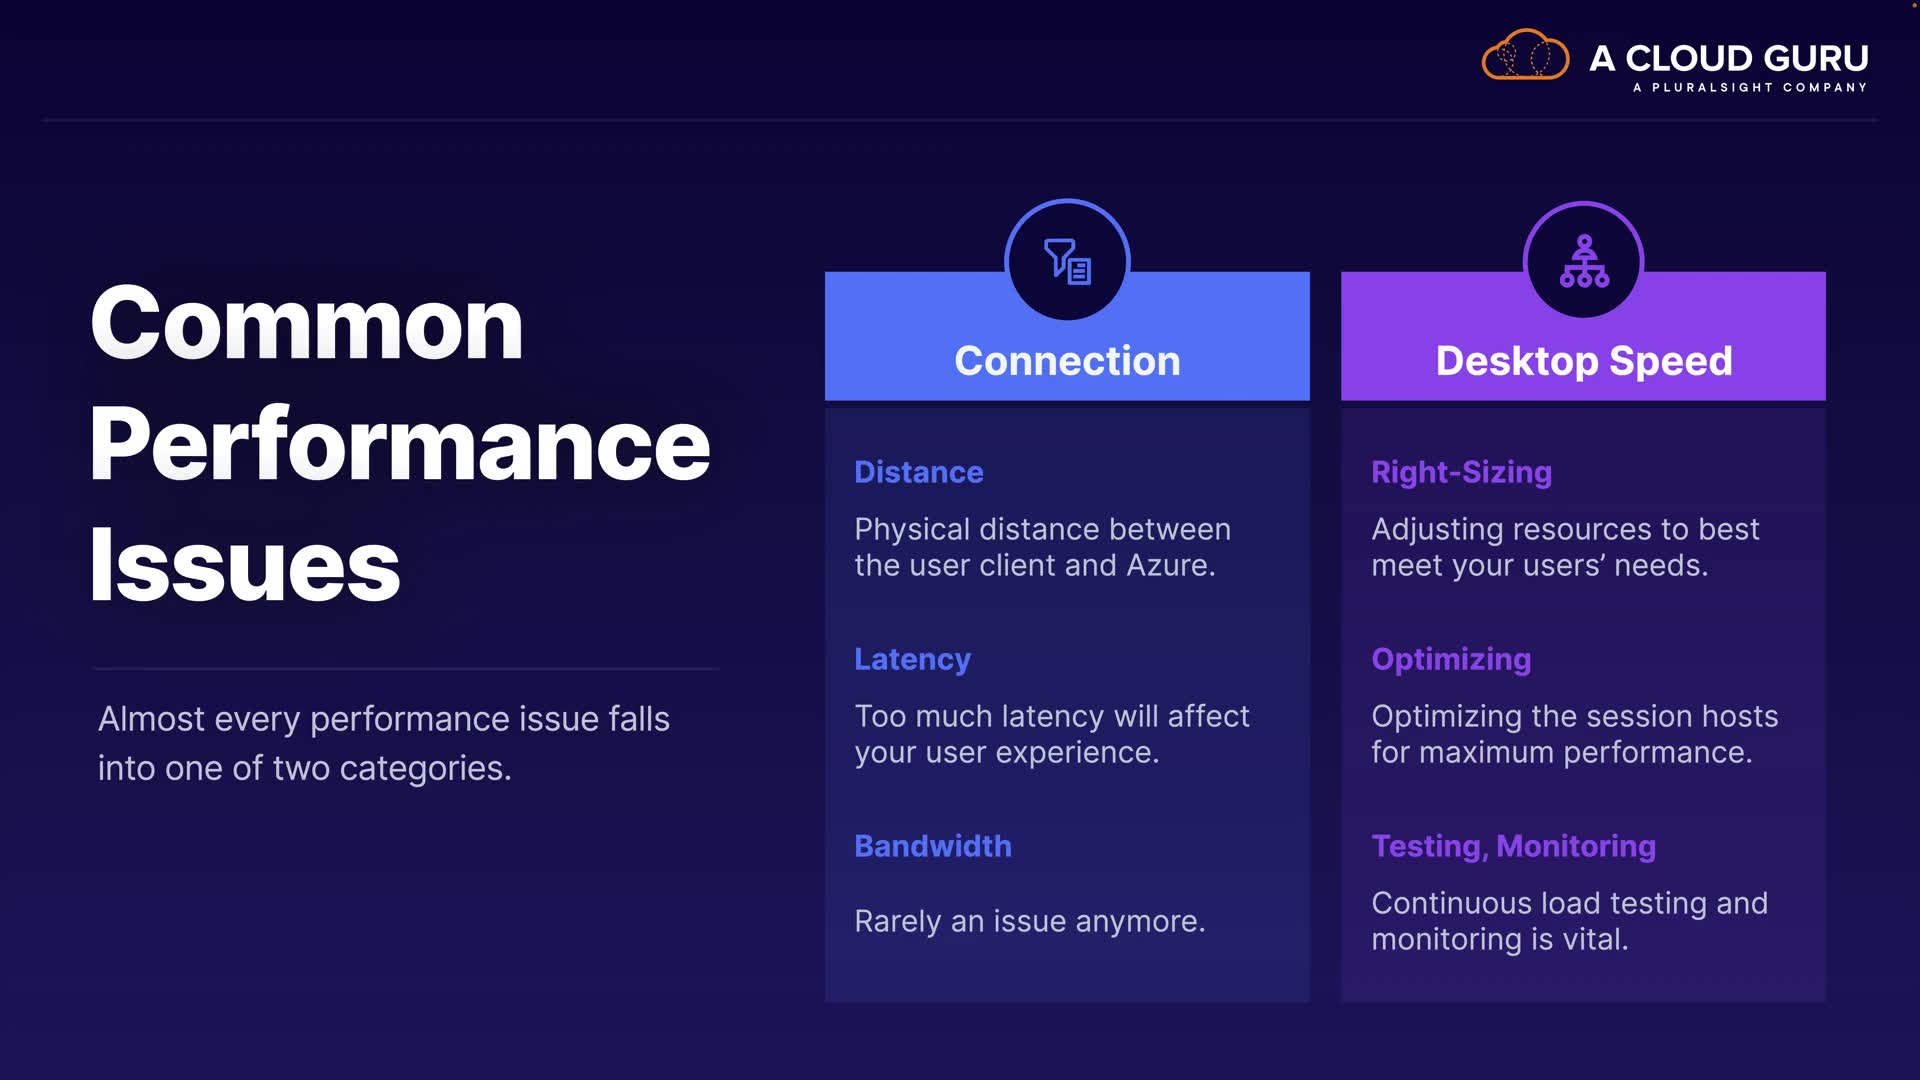 A CLOUD GURU
A PLURALSIGHT COMPANY
Common
Performance
Issues
Almost every performance issue falls
into one of two categories.
Connection
Distance
Physical distance between
the user client and Azure.
Latency
Too much latency will affect
your user experience.
Bandwidth
Rarely an issue anymore.
Desktop Speed
Right-Sizing
Adjusting resources to best
meet your users’ needs.
Optimizing
Optimizing the session hosts
for maximum performance.
Testing, Monitoring
Continuous load testing and
monitoring is vital.